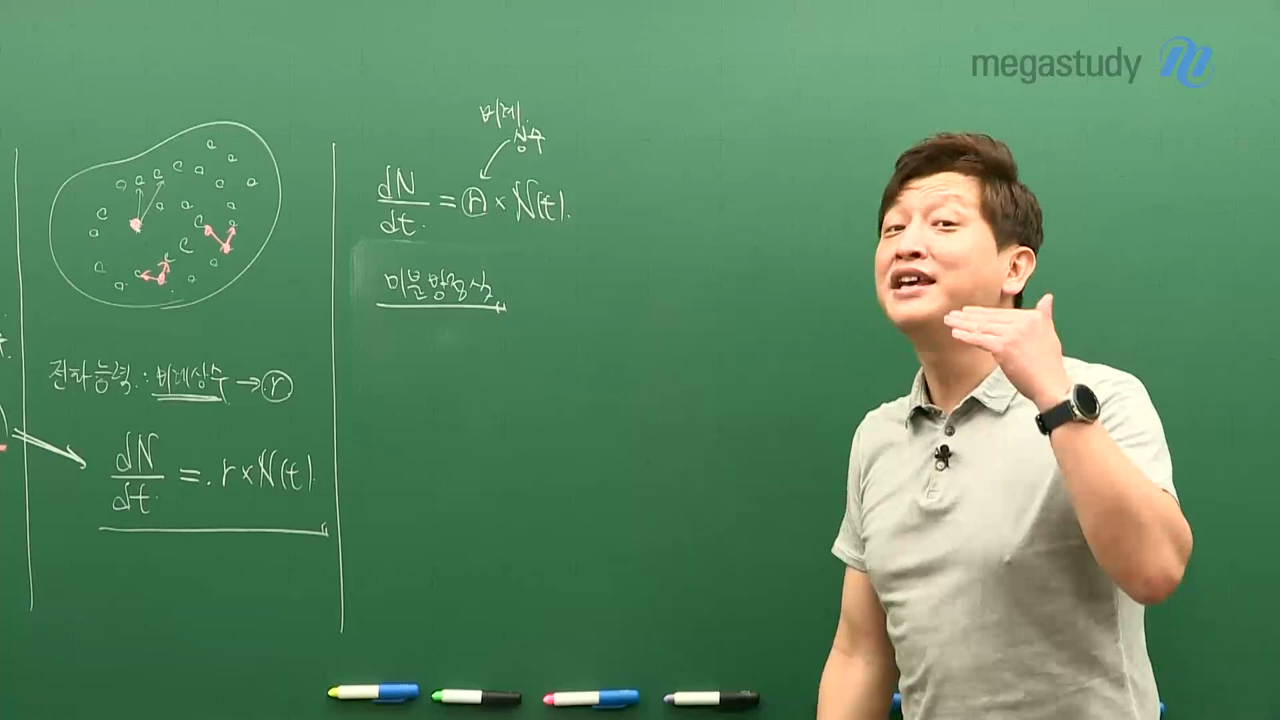 megastudy
전화능력 : 비례상수 → r
dN/dt = r × N(t)
비례
상수
dN/dt = r × N(t).
미분방정식